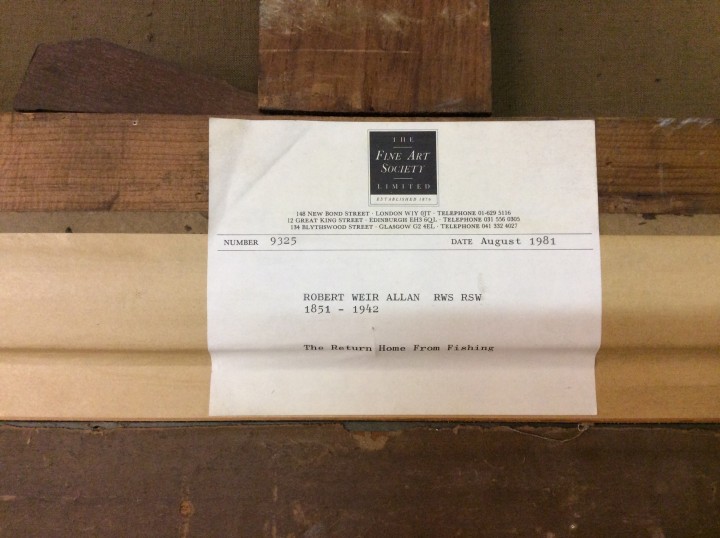 THE
FINE ART
SOCIETY
LIMITED
ESTABLISHED 1876
148 NEW BOND STREET · LONDON W1Y 0JT · TELEPHONE 01-629 5116
12 GREAT KING STREET · EDINBURGH EH3 6QL · TELEPHONE 031 556 0305
134 BLYTHSWOOD STREET · GLASGOW G2 4EL · TELEPHONE 041 332 4027
NUMBER 9325 DATE August 1981
ROBERT WEIR ALLAN RWS RSW
1851 - 1942
The Return Home From Fishing